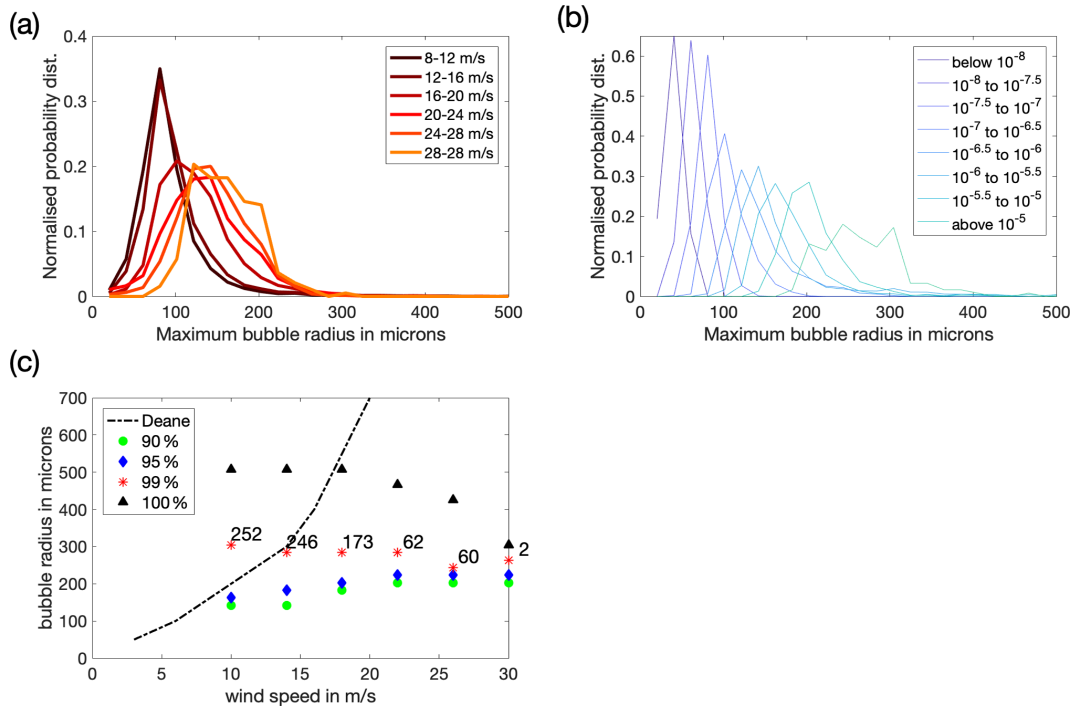 (a)
0.4
0.3
0.2
0.1
0
Normalised probability dist.
8-12 m/s
12-16 m/s
16-20 m/s
20-24 m/s
24-28 m/s
28-28 m/s
0 100 200 300 400 500
Maximum bubble radius in microns
(b)
0.6
0.5
0.4
0.3
0.2
0.1
0
Normalised probability dist.
below 10^-8
10^-8 to 10^-7.5
10^-7.5 to 10^-7
10^-7 to 10^-6.5
10^-6.5 to 10^-6
10^-6 to 10^-5.5
10^-5.5 to 10^-5
above 10^-5
0 100 200 300 400 500
Maximum bubble radius in microns
(c)
700
600
500
400
300
200
100
0
bubble radius in microns
Deane
90 %
95 %
99 %
100 %
252 246 173 62 60 2
0 5 10 15 20 25 30
wind speed in m/s